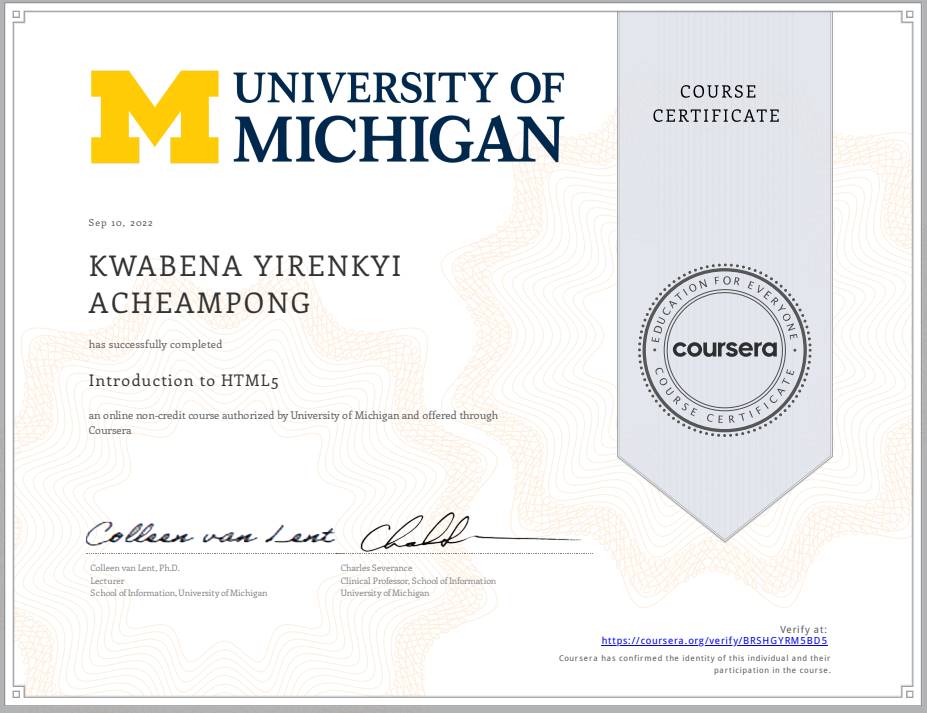 UNIVERSITY OF
MICHIGAN
COURSE
CERTIFICATE
Sep 10, 2022
KWABENA YIRENKYI
ACHEAMPONG
has successfully completed
Introduction to HTML5
an online non-credit course authorized by University of Michigan and offered through
Coursera
EDUCATION FOR EVERYONE
coursera
COURSE CERTIFICATE
Colleen van Lent
Colleen van Lent, Ph.D.
Lecturer
School of Information, University of Michigan
Charles Severance
Clinical Professor, School of Information
University of Michigan
Verify at:
https://coursera.org/verify/BRSHGYRM5BD5
Coursera has confirmed the identity of this individual and their
participation in the course.